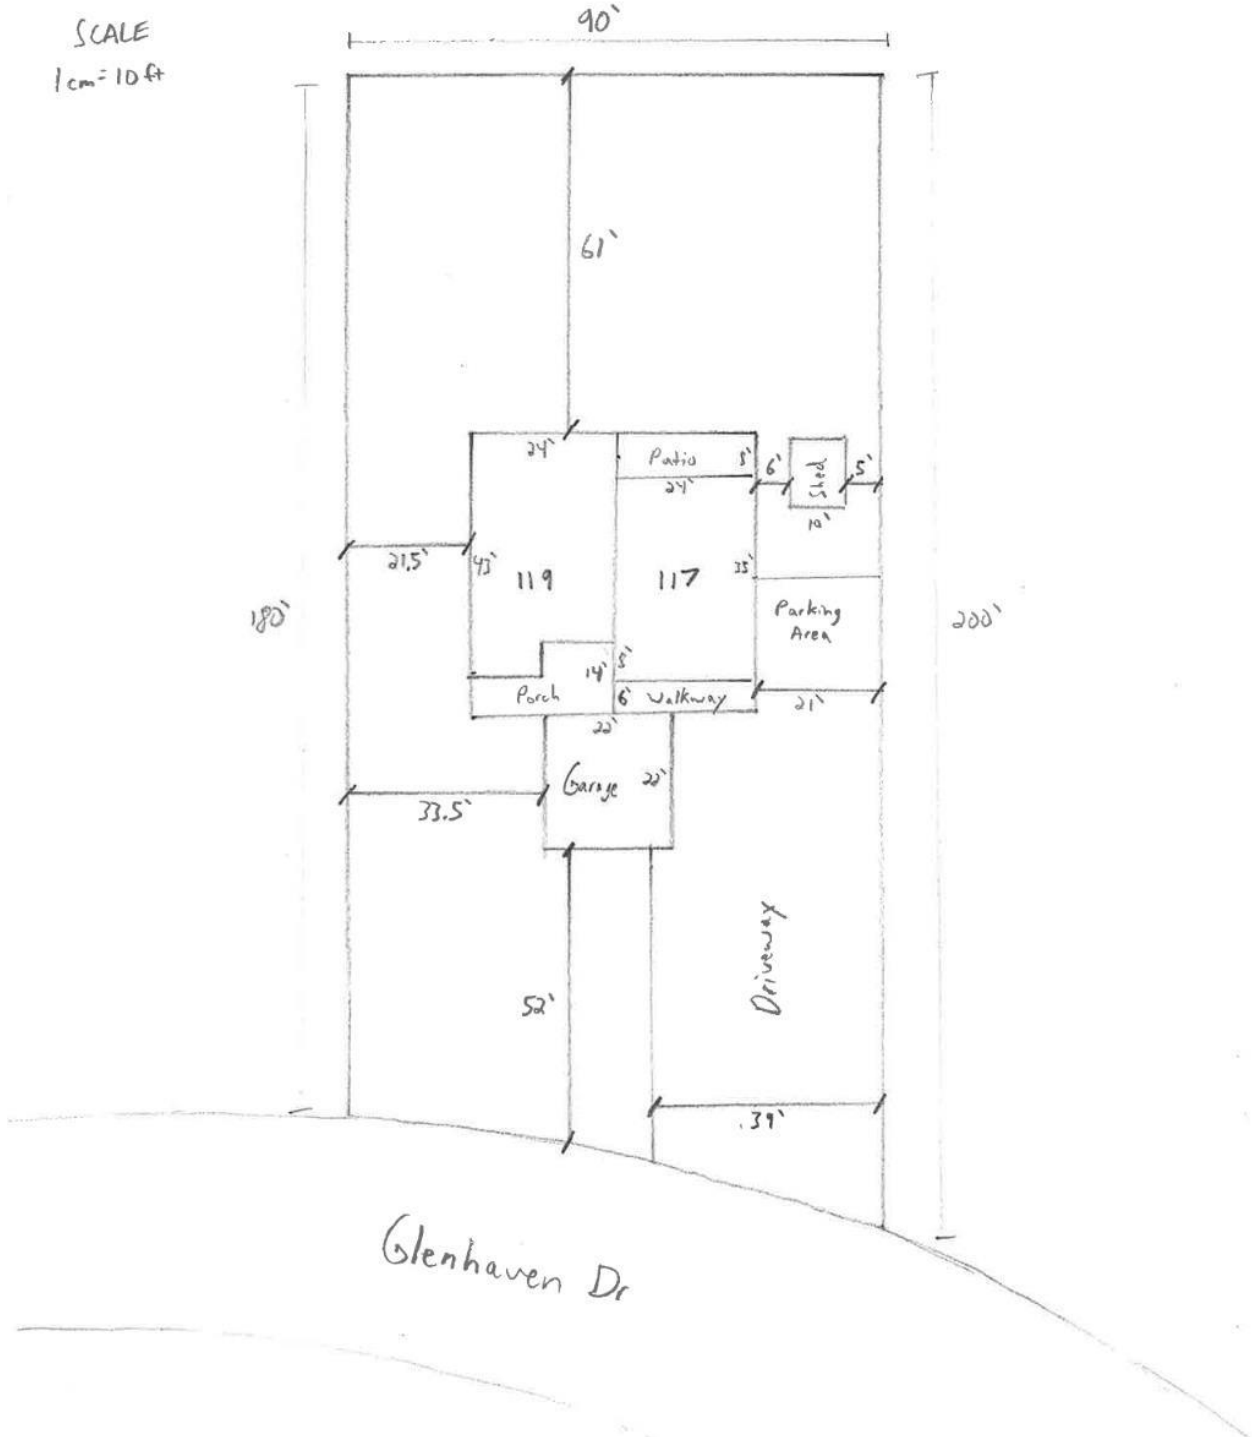 SCALE
1cm=10ft
90'
61'
24'
Patio 8'
24'
6' Shed 5'
10'
21.5'
43'
119
117
35'
Parking
Area
180'
200'
14' 5'
Porch
6' Walkway
21'
22'
Garage 22'
33.5'
Driveway
52'
39'
Glenhaven Dr